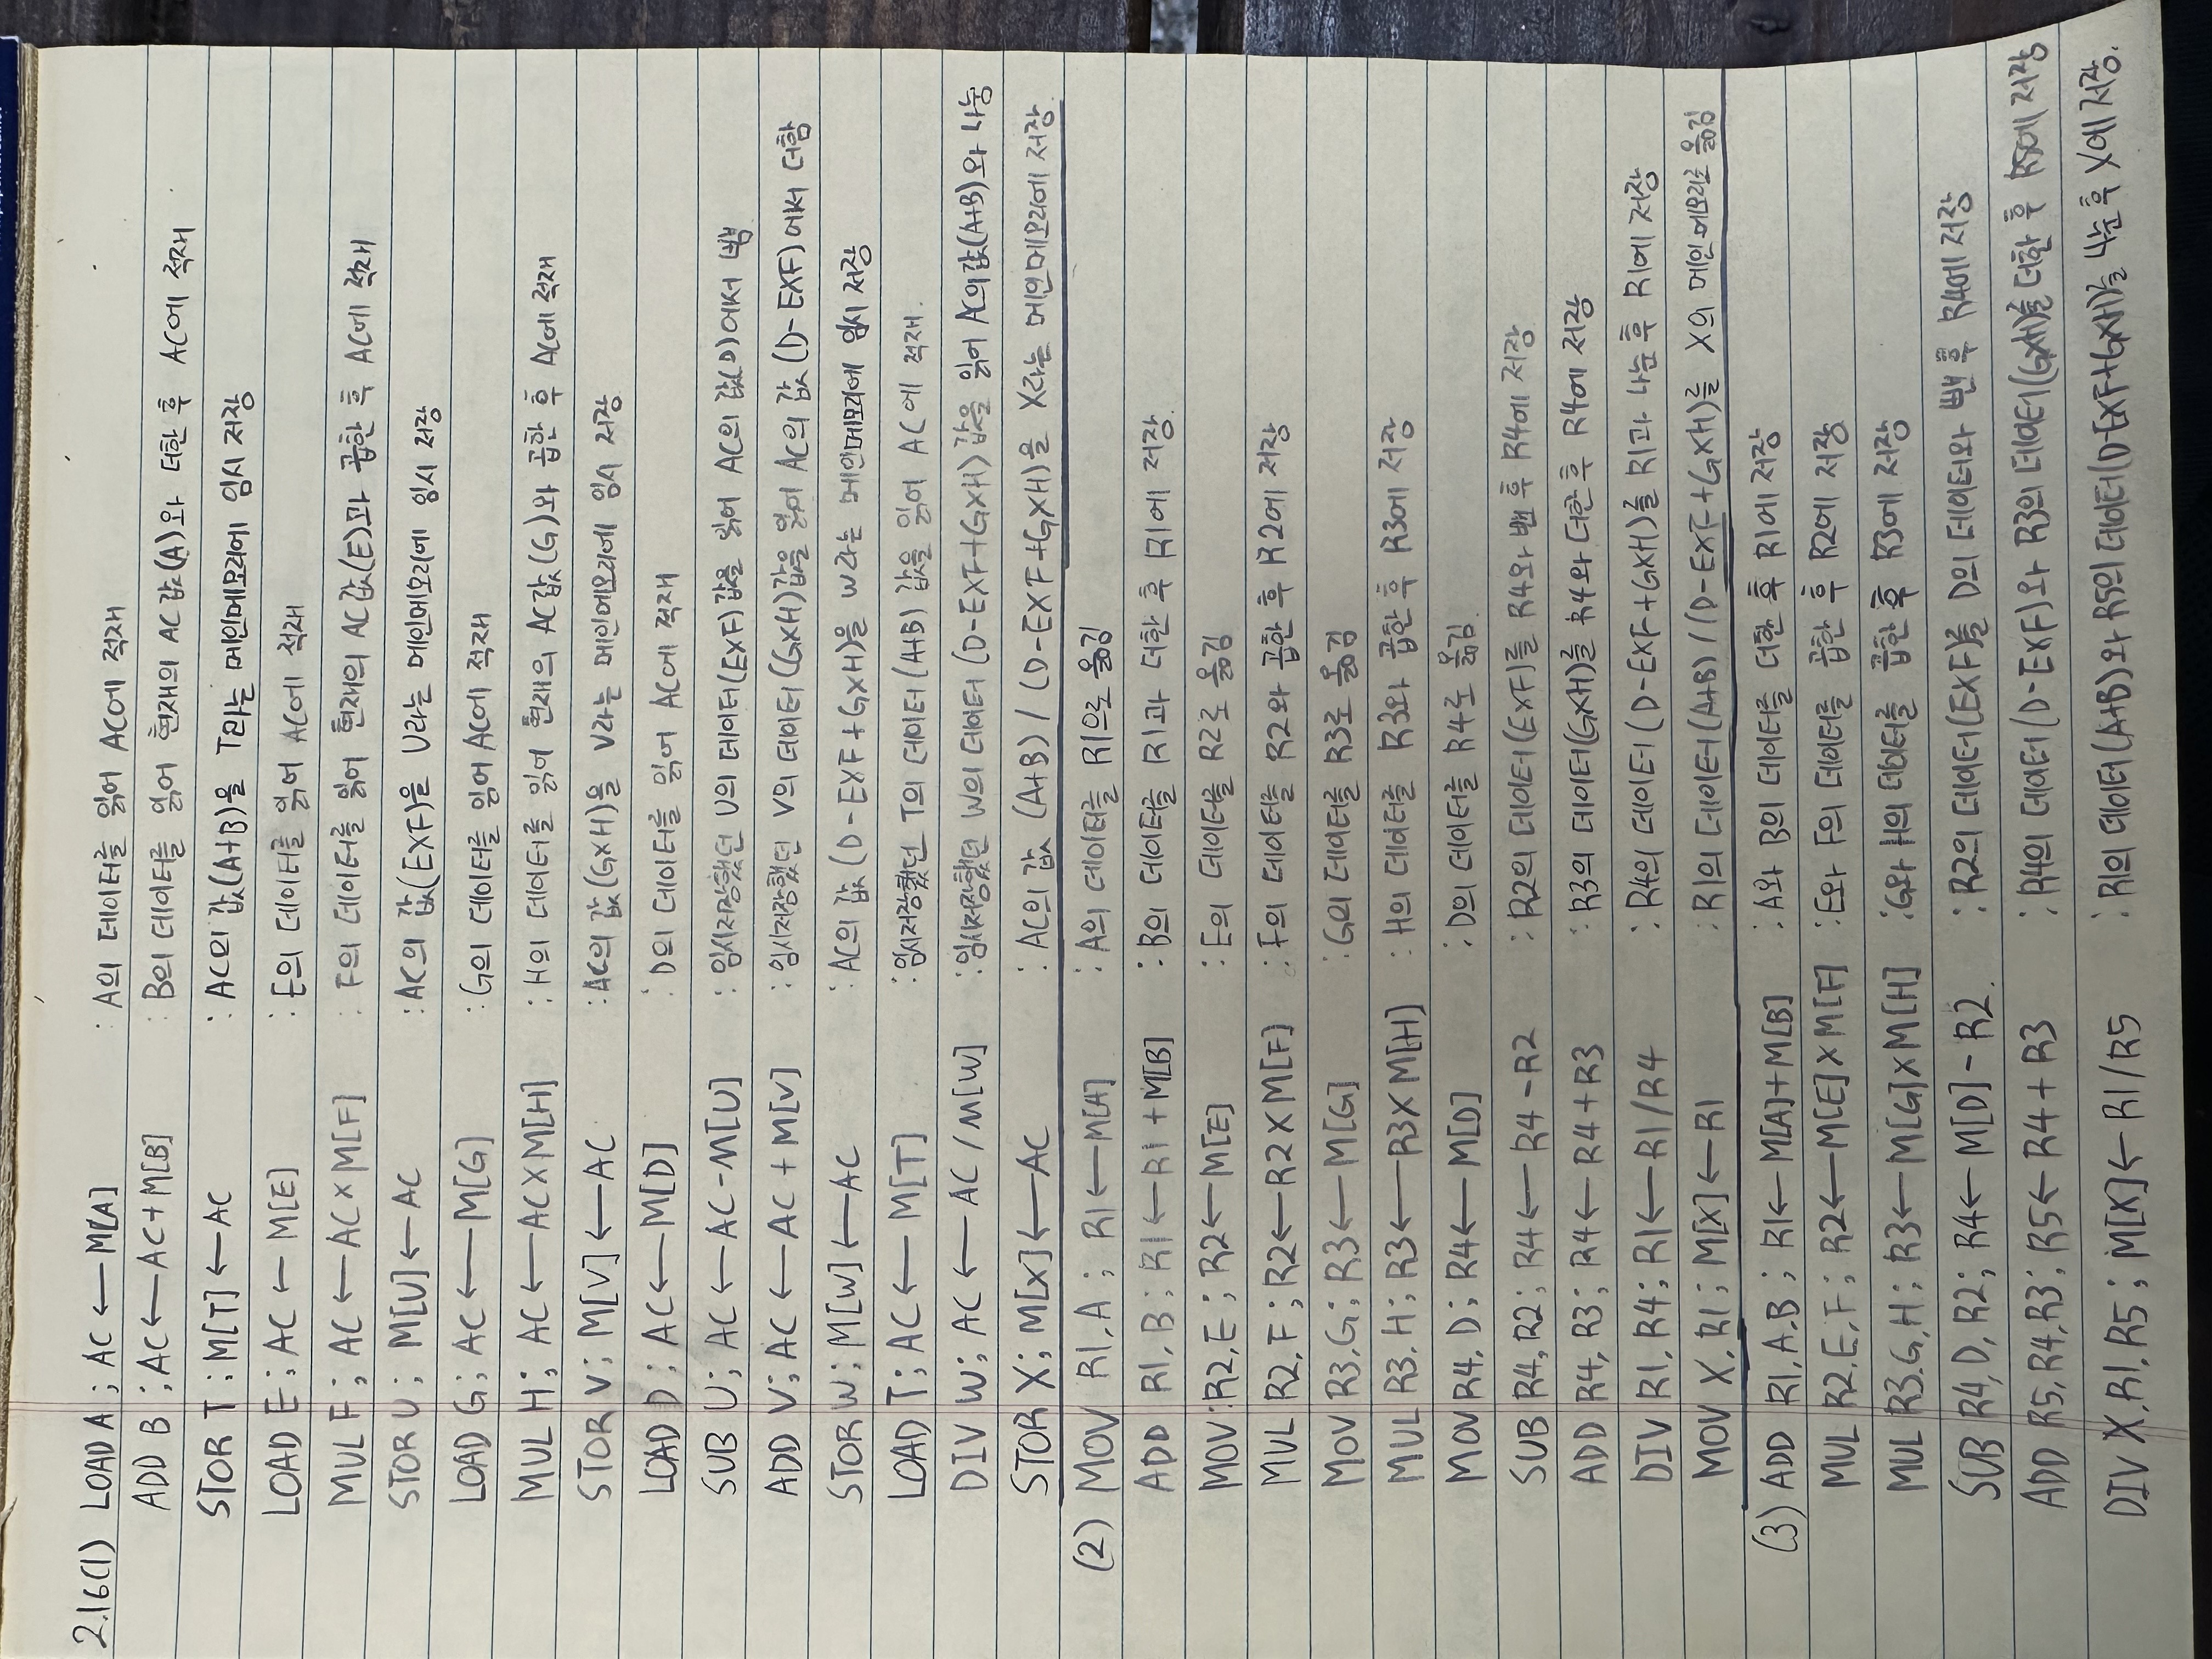 2.16(1) LOAD A ; AC ← M[A] : A의 데이터를 읽어 AC에 적재
ADD B ; AC ← AC+M[B] : B의 데이터를 읽어 현재의 AC값(A)와 더한 후 AC에 적재
STOR T ; M[T] ← AC : AC의 값(A+B)을 T라는 메인메모리에 임시 저장
LOAD E ; AC ← M[E] : E의 데이터를 읽어 AC에 적재
MUL F ; AC ← AC×M[F] : F의 데이터를 읽어 현재의 AC값(E)과 곱한 후 AC에 적재
STOR U ; M[U] ← AC : AC의 값(E×F)을 U라는 메인메모리에 임시 저장
LOAD G ; AC ← M[G] : G의 데이터를 읽어 AC에 적재
MUL H ; AC ← AC×M[H] : H의 데이터를 읽어 현재의 AC값(G)와 곱한 후 AC에 적재
STOR V ; M[V] ← AC : AC의 값(G×H)을 V라는 메인메모리에 임시 저장
LOAD D ; AC ← M[D] : D의 데이터를 읽어 AC에 적재
SUB U ; AC ← AC-M[U] : 임시저장했던 U의 데이터(E×F)값을 읽어 AC의 값(D)에서 뺌
ADD V ; AC ← AC + M[V] : 임시저장했던 V의 데이터(G×H)값을 읽어 AC의 값(D-E×F)에서 더함
STOR W ; M[W] ← AC : AC의 값(D-E×F+G×H)을 W라는 메인메모리에 임시 저장
LOAD T ; AC ← M[T] : 임시저장했던 T의 데이터(A+B) 값을 읽어 AC에 적재.
DIV W ; AC ← AC / M[W] : 임시저장했던 W의 데이터 (D-E×F+G×H)값을 읽어 AC의 값(A+B)와 나눔
STOR X ; M[X] ← AC : AC의 값 (A+B) / (D-E×F+G×H)을 X라는 메인메모리에 저장.
(2) MOV R1, A ; R1 ← M[A] : A의 데이터를 R1으로 옮김
ADD R1, B ; R1 ← R1 + M[B] : B의 데이터를 R1과 더한 후 R1에 저장.
MOV R2, E ; R2 ← M[E] : E의 데이터를 R2로 옮김
MUL R2, F ; R2 ← R2 × M[F] : F의 데이터를 R2와 곱한 후 R2에 저장
MOV R3, G ; R3 ← M[G] : G의 데이터를 R3로 옮김
MUL R3, H ; R3 ← R3 × M[H] : H의 데이터를 R3와 곱한 후 R3에 저장
MOV R4, D ; R4 ← M[D] : D의 데이터를 R4로 옮김.
SUB R4, R2 ; R4 ← R4 - R2 : R2의 데이터(E×F)를 R4와 뺀 후 R4에 저장
ADD R4, R3 ; R4 ← R4 + R3 : R3의 데이터(G×H)를 R4와 더한 후 R4에 저장
DIV R1, R4 ; R1 ← R1/R4 : R4의 데이터 (D-E×F+G×H)를 R1과 나눈 후 R1에 저장
MOV X, R1 ; M[X] ← R1 : R1의 데이터(A+B) / (D-E×F+G×H)를 X의 메인 메모리로 옮김
(3) ADD R1, A, B ; R1 ← M[A]+M[B] : A와 B의 데이터를 더한 후 R1에 저장
MUL R2, E, F ; R2 ← M[E] × M[F] : E와 F의 데이터를 곱한 후 R2에 저장
MUL R3, G, H ; R3 ← M[G] × M[H] : G와 H의 데이터를 곱한 후 R3에 저장
SUB R4, D, R2 ; R4 ← M[D] - R2. : R2의 데이터(E×F)를 D의 데이터와 뺀 후 R4에 저장
ADD R5, R4, R3 ; R5 ← R4 + R3 : R4의 데이터(D-E×F)와 R3의 데이터(G×H)를 더한 후 R5에 저장
DIV X, R1, R5 ; M[X] ← R1/R5 : R1의 데이터(A+B)와 R5의 데이터(D-E×F+G×H)를 나눈 후 X에 저장.